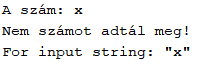 A szám: x
Nem számot adtál meg!
For input string: "x"